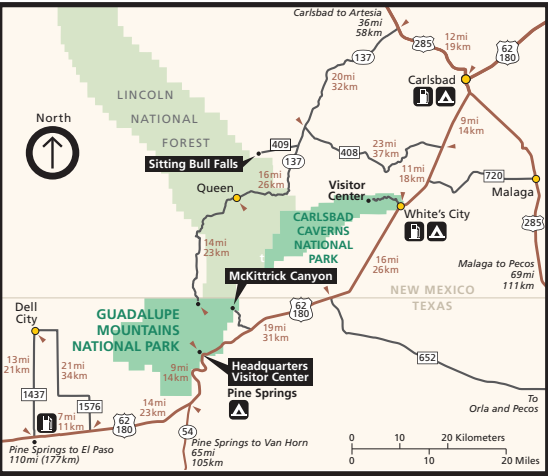 Carlsbad to Artesia
36mi
58km
285
12mi
19km
62
180
137
Carlsbad
20mi
32km
LINCOLN
NATIONAL
FOREST
North
9mi
14km
409
408
23mi
37km
Sitting Bull Falls
137
11mi
18km
720
Malaga
16mi
26km
Queen
Visitor
Center
White's City
285
CARLSBAD
CAVERNS
NATIONAL
PARK
14mi
23km
16mi
26km
Malaga to Pecos
69mi
111km
McKittrick Canyon
NEW MEXICO
TEXAS
Dell
City
GUADALUPE
MOUNTAINS
NATIONAL PARK
62
180
19mi
31km
652
13mi
21km
21mi
34km
9mi
14km
Headquarters
Visitor Center
Pine Springs
1437
1576
7mi
11km
14mi
23km
62
180
54
To
Orla and Pecos
Pine Springs to El Paso
110mi (177km)
Pine Springs to Van Horn
65mi
105km
0 10 20 Kilometers
0 10 20 Miles